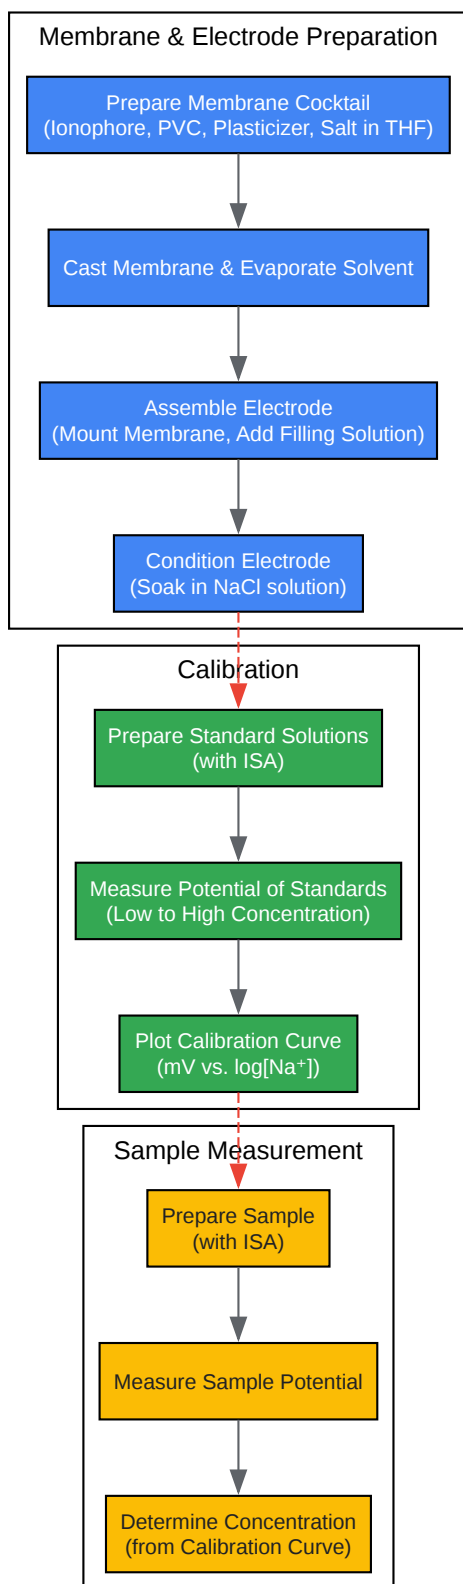 Membrane & Electrode Preparation
Prepare Membrane Cocktail
(Ionophore, PVC, Plasticizer, Salt in THF)
Cast Membrane & Evaporate Solvent
Assemble Electrode
(Mount Membrane, Add Filling Solution)
Condition Electrode
(Soak in NaCl solution)
Calibration
Prepare Standard Solutions
(with ISA)
Measure Potential of Standards
(Low to High Concentration)
Plot Calibration Curve
(mV vs. log[Na⁺])
Sample Measurement
Prepare Sample
(with ISA)
Measure Sample Potential
Determine Concentration
(from Calibration Curve)